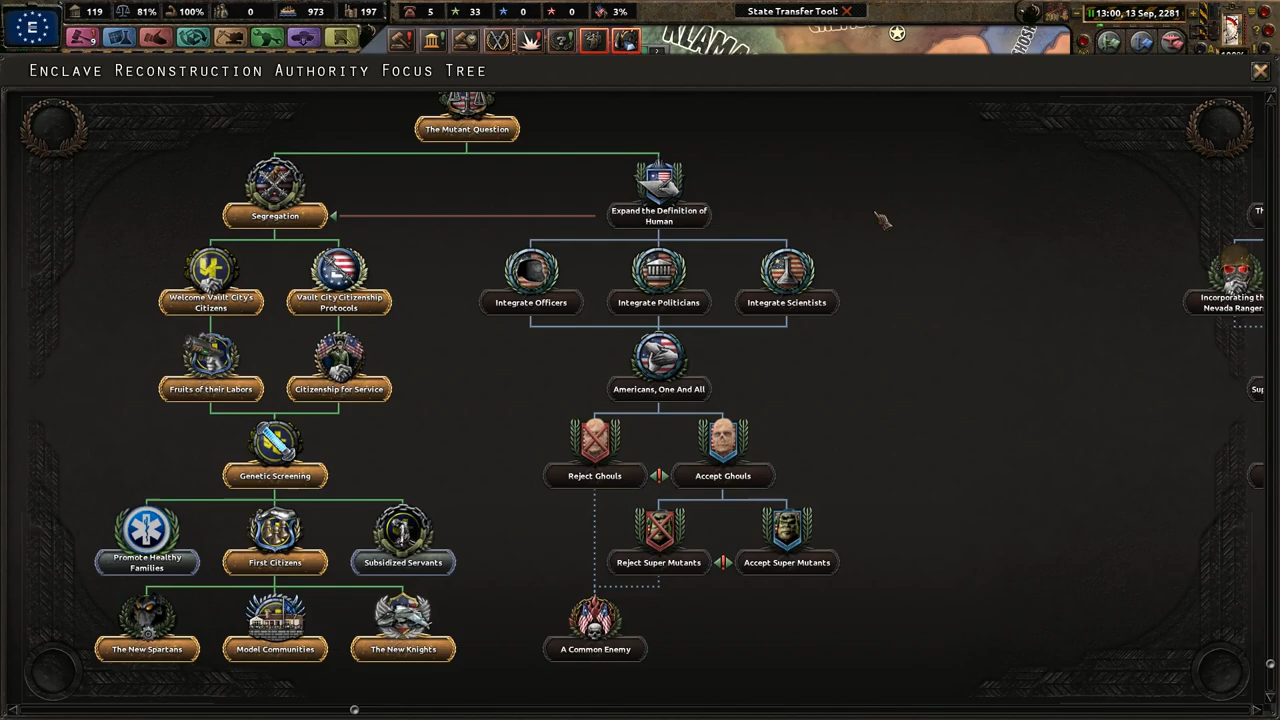 119 81% 100% 0 973 197 5 33 0 0 3% State Transfer Tool: 13:00, 13 Sep, 2281
E 9 KLAMA
ENCLAVE RECONSTRUCTION AUTHORITY FOCUS TREE
The Mutant Question
Segregation
Expand the Definition of
Human
Welcome Vault City's
Citizens
Vault City Citizenship
Protocols
Integrate Officers
Integrate Politicians
Integrate Scientists
Incorporating th
Nevada Ranger
Fruits of their Labors
Citizenship for Service
Americans, One And All
Genetic Screening
Reject Ghouls
Accept Ghouls
Promote Healthy
Families
First Citizens
Subsidized Servants
Reject Super Mutants
Accept Super Mutants
The New Spartans
Model Communities
The New Knights
A Common Enemy